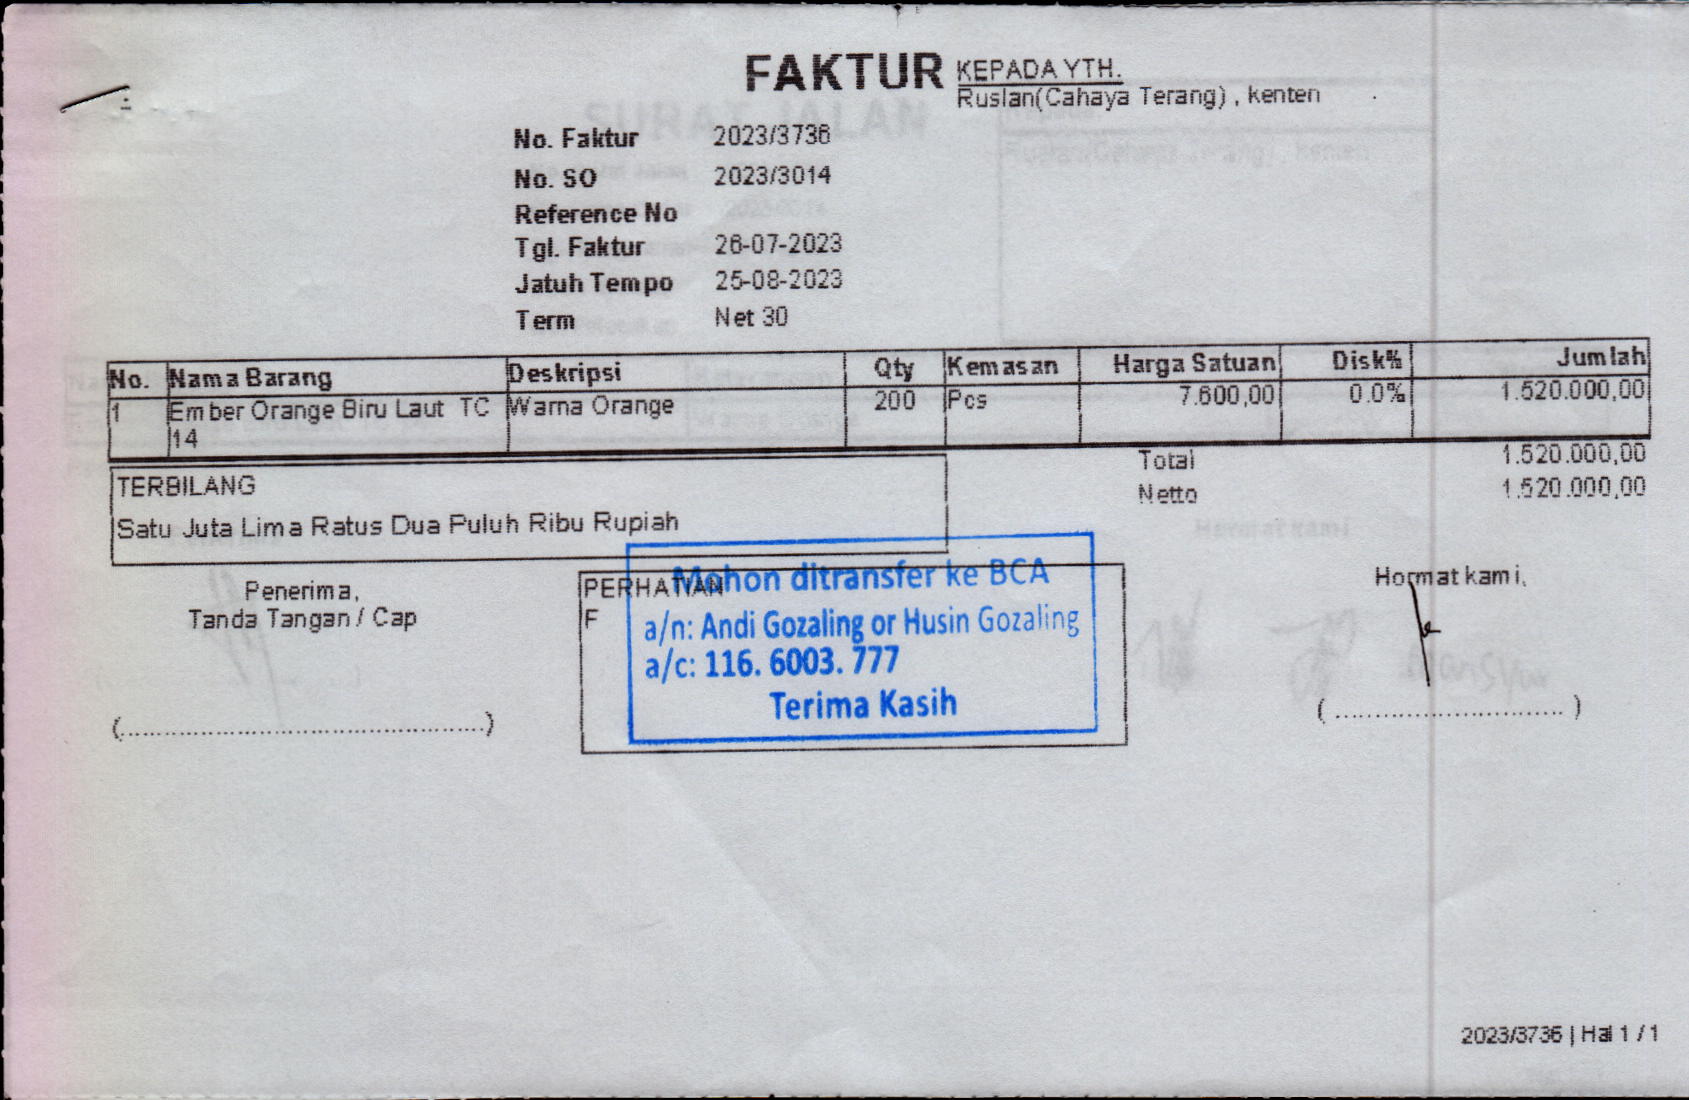 FAKTUR
KEPADA YTH.
Ruslan(Cahaya Terang) , kenten
No. Faktur 2023/3736
No. SO 2023/3014
Reference No
Tgl. Faktur 26-07-2023
Jatuh Tempo 25-08-2023
Term Net 30
No. Nama Barang Deskripsi Qty Kemasan Harga Satuan Disk% Jumlah
1 Ember Orange Biru Laut TC 14 Warna Orange 200 Pcs 7.600,00 0.0% 1.520.000,00
Total 1.520.000,00
Netto 1.520.000,00
TERBILANG
Satu Juta Lima Ratus Dua Puluh Ribu Rupiah
Penerima,
Tanda Tangan / Cap
(................................................)
PERHATIAN
F
Mohon ditransfer ke BCA
a/n: Andi Gozaling or Husin Gozaling
a/c: 116. 6003. 777
Terima Kasih
Hormat kami,
(..............................)
2023/3736 | Hal 1 / 1